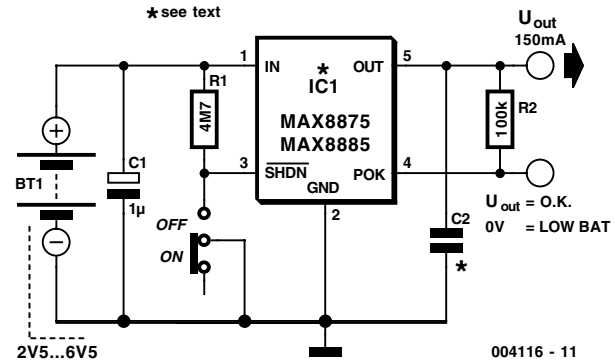 *see text
U out
150mA
1
IN
*
IC1
OUT
5
R1
4M7
MAX8875
MAX8885
R2
100k
+
BT1
−
C1
1µ
3
SHDN
GND
POK
4
2
OFF
ON
C2
*
U out = O.K.
0V = LOW BAT
2V5...6V5
004116 - 11